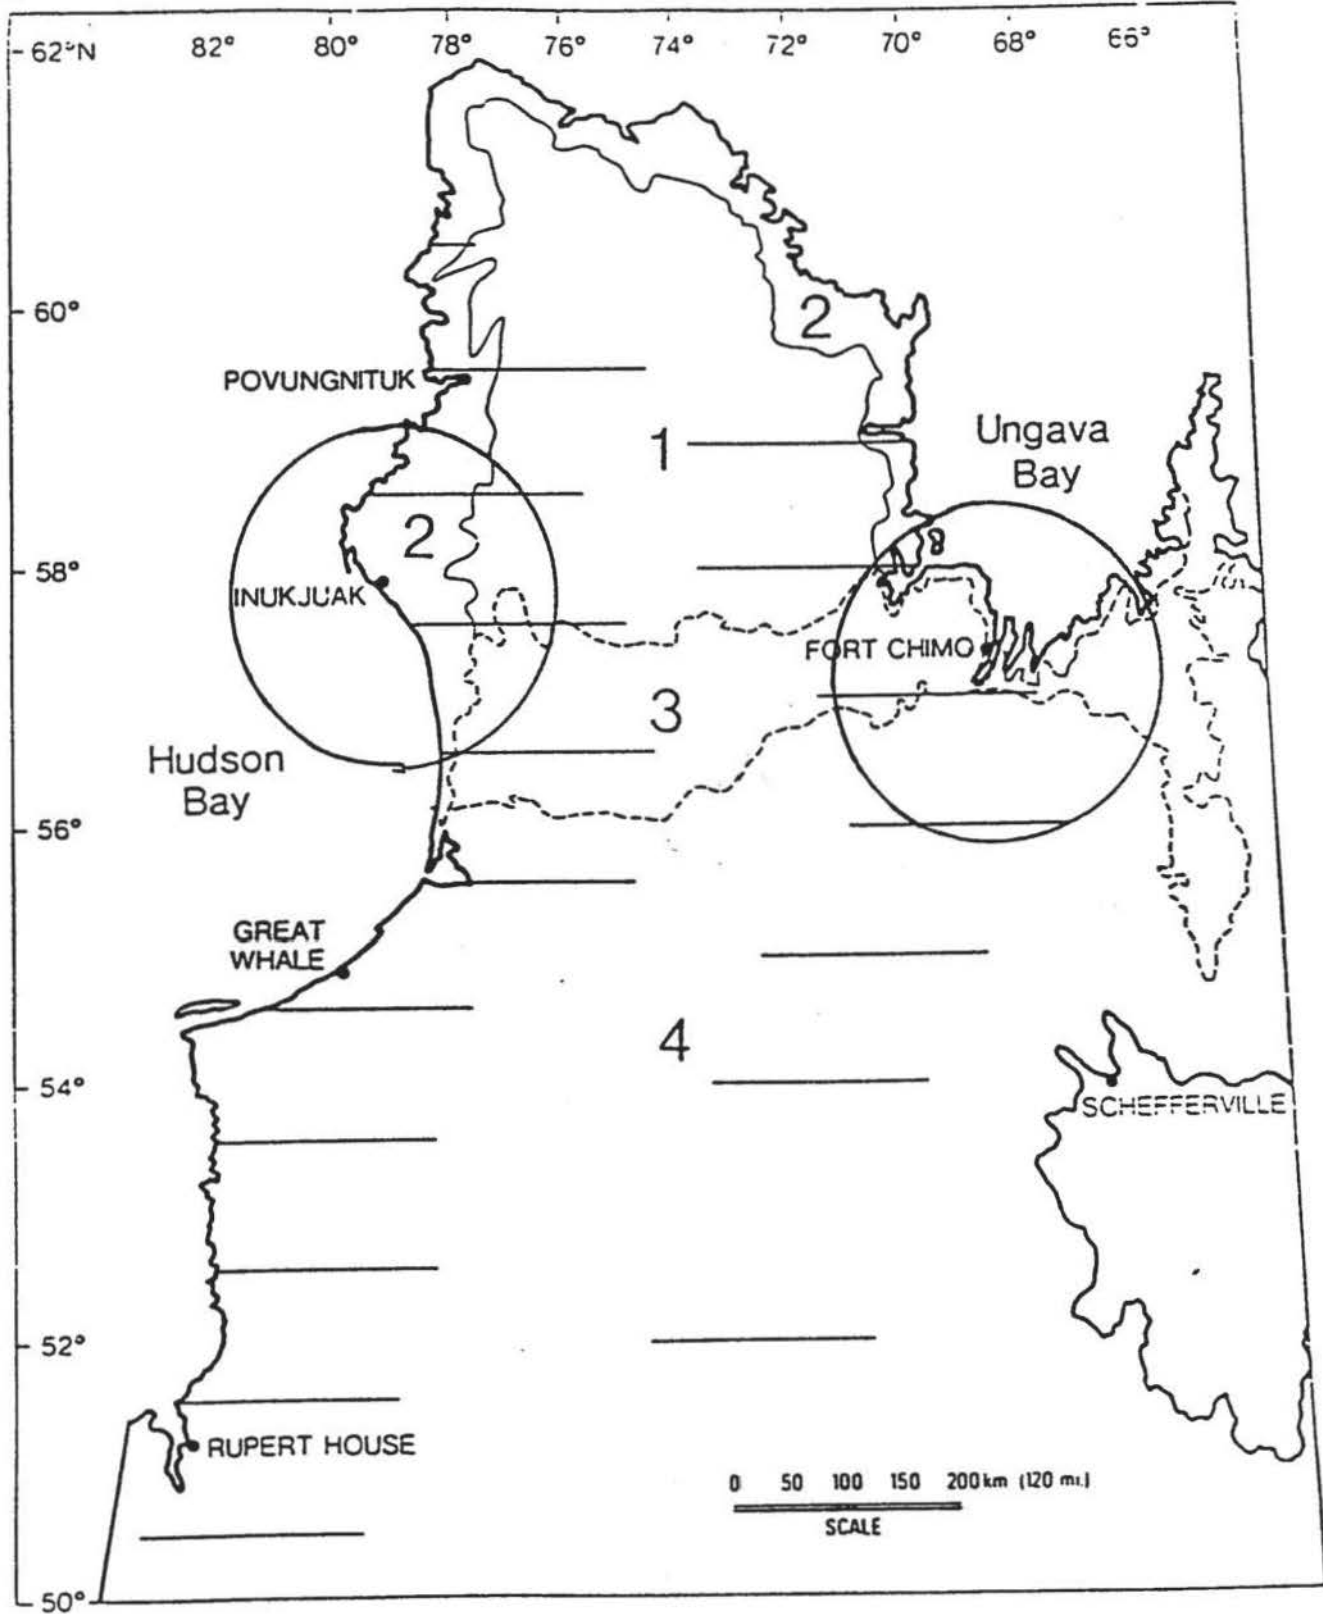 62°N 82° 80° 78° 76° 74° 72° 70° 68° 66°
60°
2
POVUNGNITUK
1
Ungava
Bay
2
58°
INUKJUAK
FORT CHIMO
3
Hudson
Bay
56°
GREAT
WHALE
4
54°
SCHEFFERVILLE
52°
RUPERT HOUSE
0 50 100 150 200 km (120 mi.)
SCALE
50°